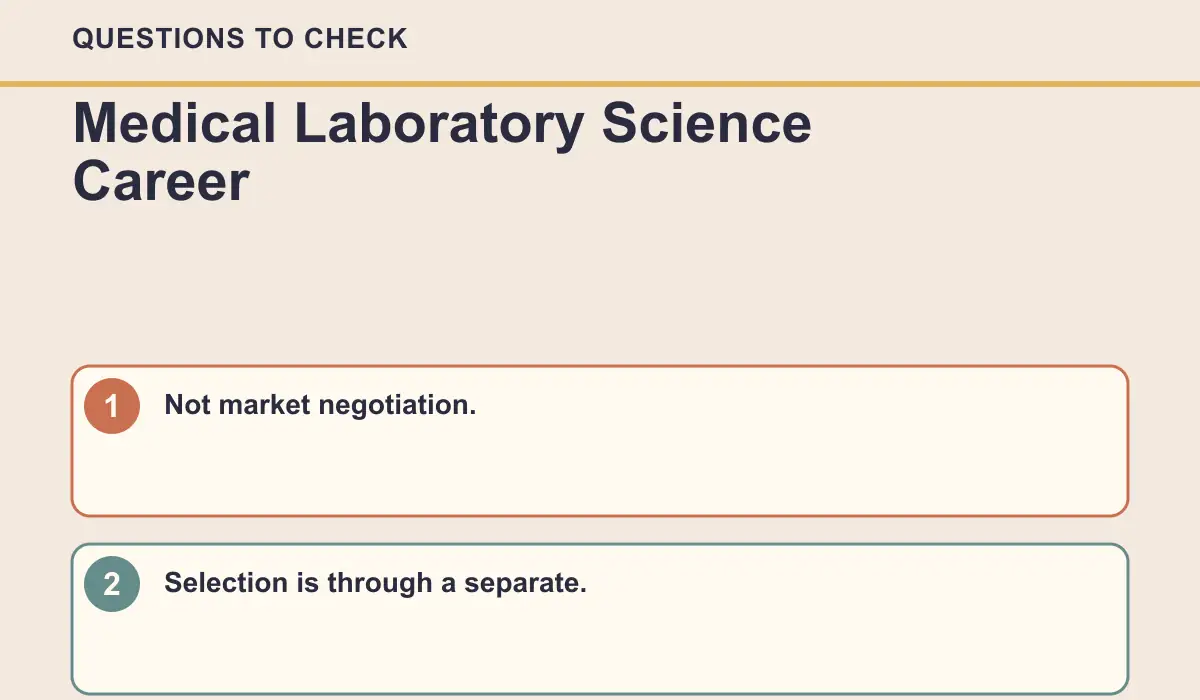 QUESTIONS TO CHECK
Medical Laboratory Science
Career
1
Not market negotiation.
2
Selection is through a separate.